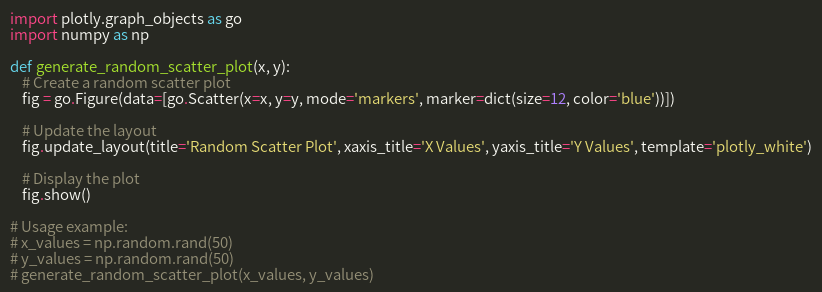 import plotly.graph_objects as go
import numpy as np
def generate_random_scatter_plot(x, y):
# Create a random scatter plot
fig = go.Figure(data=[go.Scatter(x=x, y=y, mode='markers', marker=dict(size=12, color='blue'))])
# Update the layout
fig.update_layout(title='Random Scatter Plot', xaxis_title='X Values', yaxis_title='Y Values', template='plotly_white')
# Display the plot
fig.show()
# Usage example:
# x_values = np.random.rand(50)
# y_values = np.random.rand(50)
# generate_random_scatter_plot(x_values, y_values)